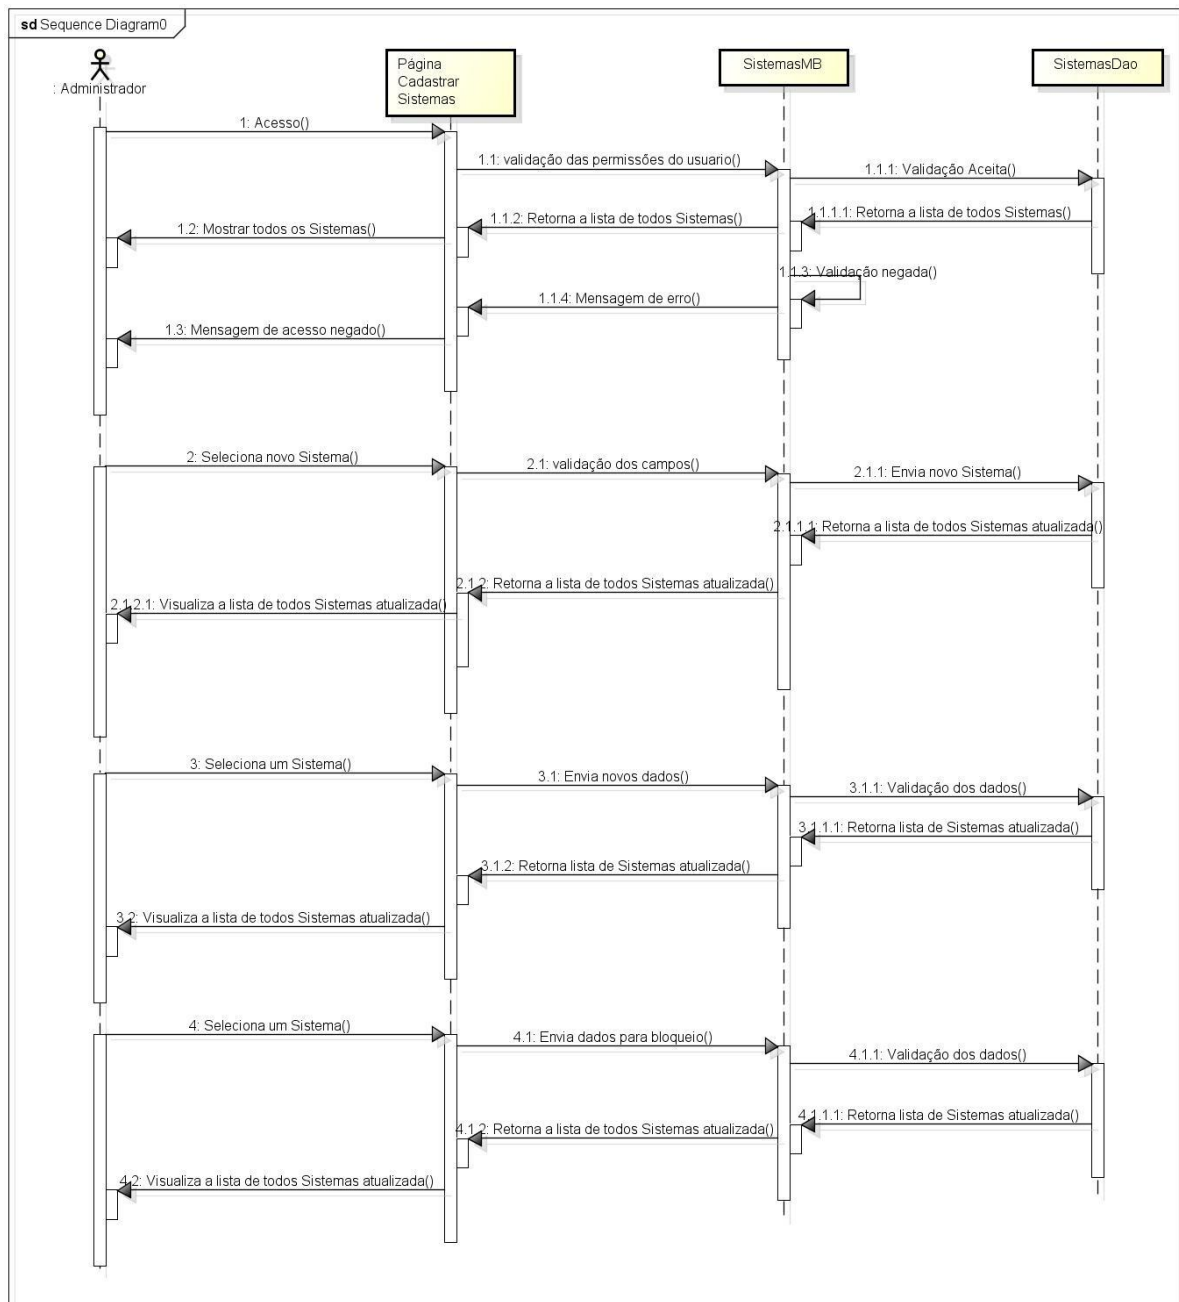 sd Sequence Diagram0
: Administrador
Página
Cadastrar
Sistemas
SistemasMB
SistemasDao
1: Acesso()
1.1: validação das permissões do usuario()
1.1.1: Validação Aceita()
1.1.1.1: Retorna a lista de todos Sistemas()
1.1.2: Retorna a lista de todos Sistemas()
1.2: Mostrar todos os Sistemas()
1.1.3: Validação negada()
1.1.4: Mensagem de erro()
1.3: Mensagem de acesso negado()
2: Seleciona novo Sistema()
2.1: validação dos campos()
2.1.1: Envia novo Sistema()
2.1.1.1: Retorna a lista de todos Sistemas atualizada()
2.1.2: Retorna a lista de todos Sistemas atualizada()
2.1.2.1: Visualiza a lista de todos Sistemas atualizada()
3: Seleciona um Sistema()
3.1: Envia novos dados()
3.1.1: Validação dos dados()
3.1.1.1: Retorna lista de Sistemas atualizada()
3.1.2: Retorna lista de Sistemas atualizada()
3.2: Visualiza a lista de todos Sistemas atualizada()
4: Seleciona um Sistema()
4.1: Envia dados para bloqueio()
4.1.1: Validação dos dados()
4.1.1.1: Retorna lista de Sistemas atualizada()
4.1.2: Retorna a lista de todos Sistemas atualizada()
4.2: Visualiza a lista de todos Sistemas atualizada()